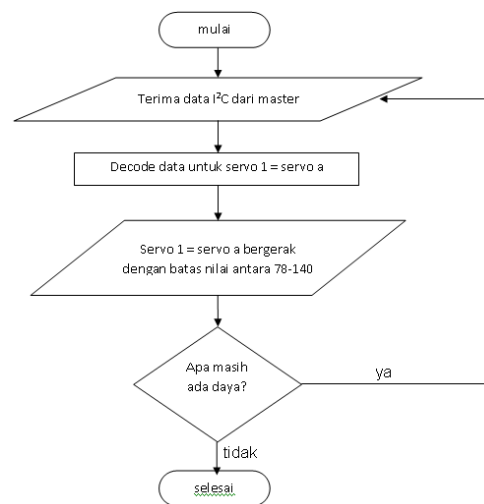 mulai
Terima data I²C dari master
Decode data untuk servo 1 = servo a
Servo 1 = servo a bergerak
dengan batas nilai antara 78-140
Apa masih
ada daya?
ya
tidak
selesai